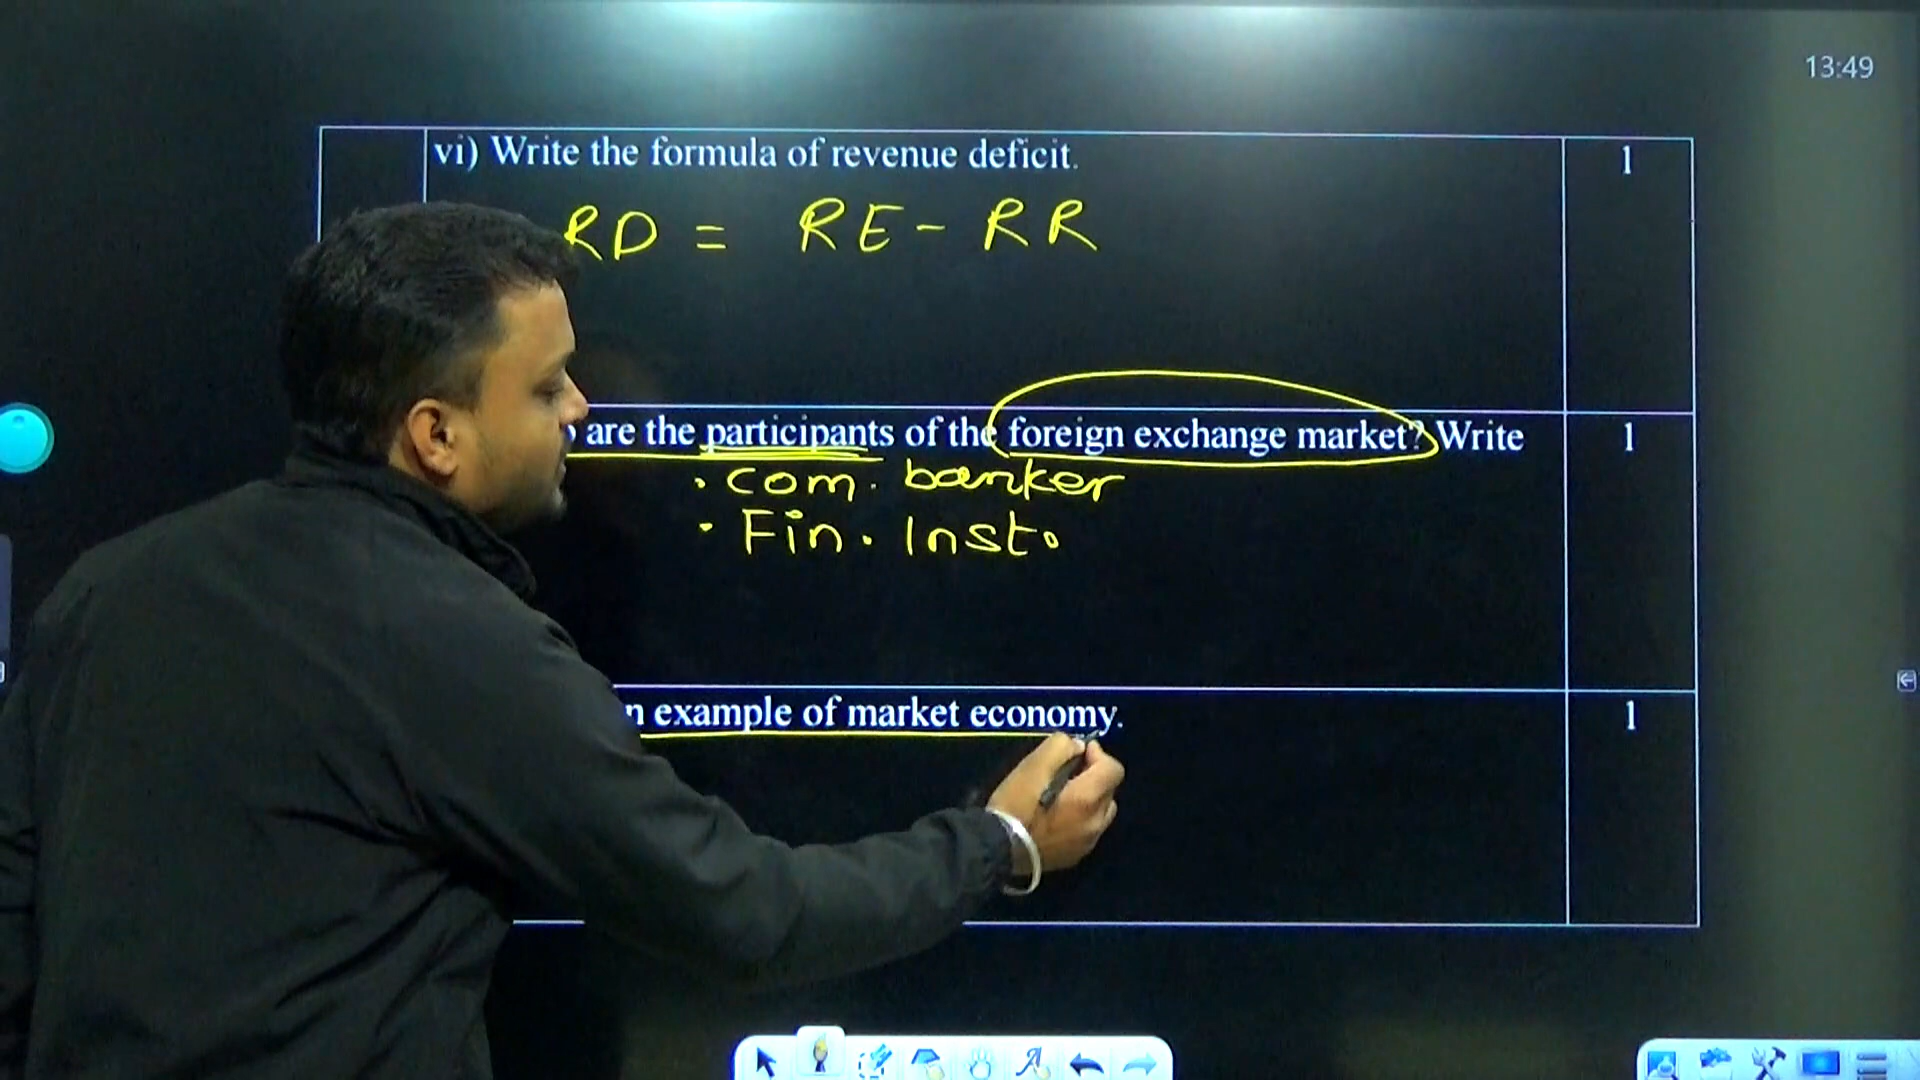 13:49
vi) Write the formula of revenue deficit. 1
RD = RE - RR
are the participants of the foreign exchange market? Write 1
· com. banker
· Fin. Inst.
example of market economy. 1